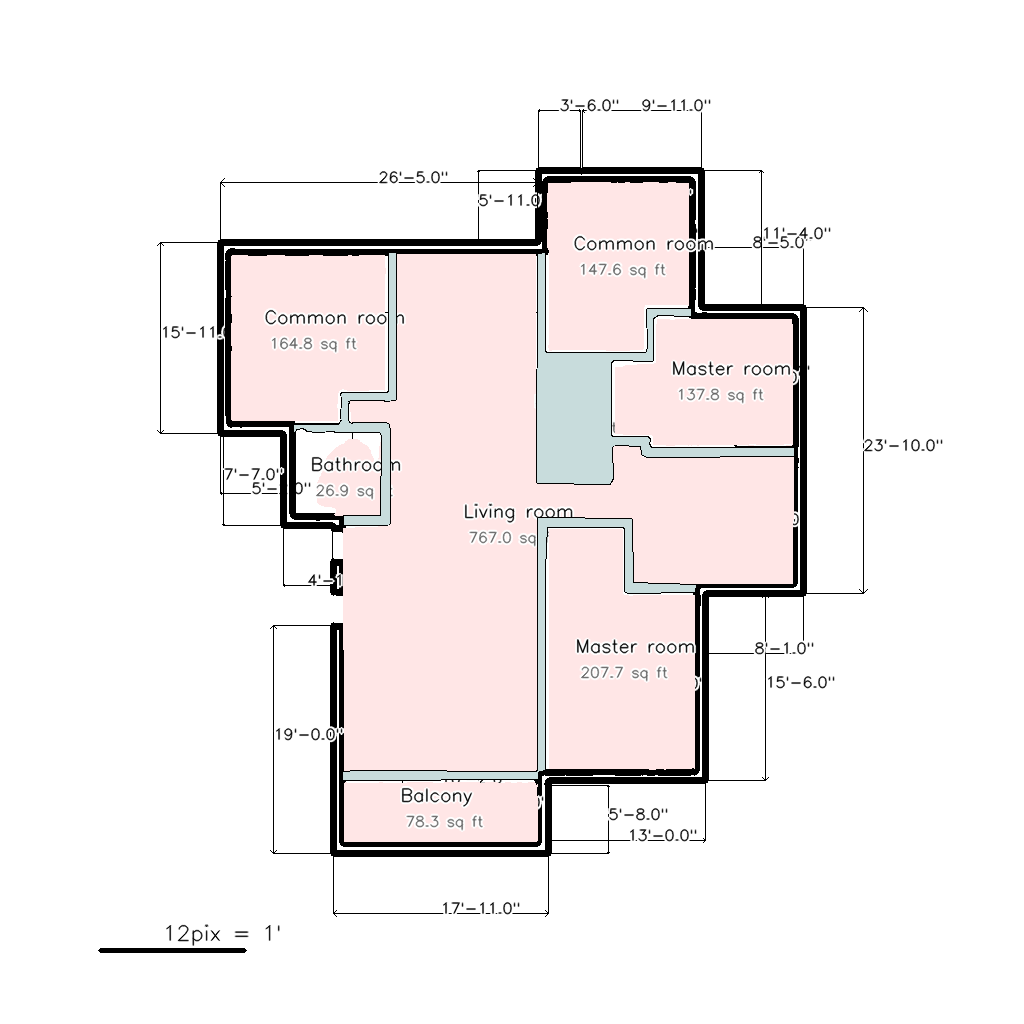 3'-6.0"
9'-11.0"
26'-5.0"
5'-11.0
11'-4.0"
8'-5.0"
Common room
147.6 sq ft
Common room
164.8 sq ft
15'-11.
Master room
137.8 sq ft
23'-10.0"
Bathroom
26.9 sq
7'-7.0"
Living room
767.0 sq
4'-1
Master room
207.7 sq ft
8'-1.0"
15'-6.0"
19'-0.0"
Balcony
78.3 sq ft
5'-8.0"
13'-0.0"
17'-11.0"
12pix = 1'